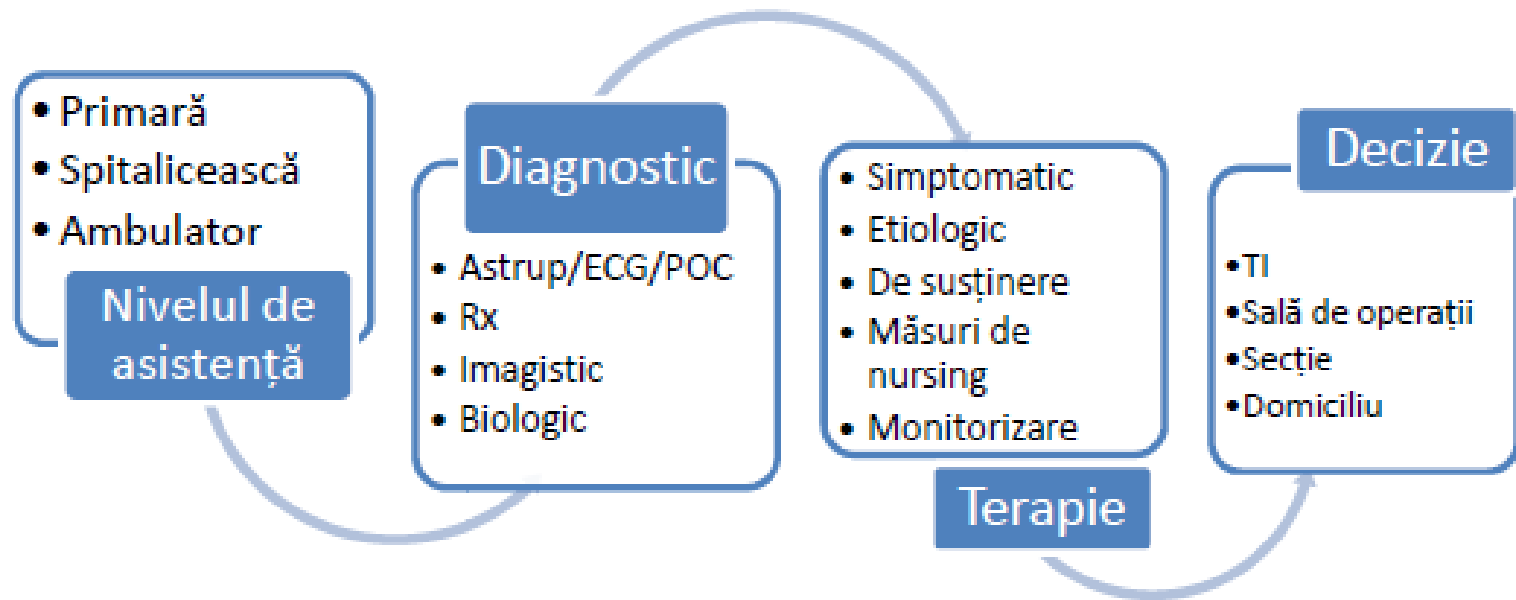 • Primară
• Spitalicească
• Ambulator
Nivelul de
asistență
Diagnostic
• Astrup/ECG/POC
• Rx
• Imagistic
• Biologic
• Simptomatic
• Etiologic
• De susținere
• Măsuri de
nursing
• Monitorizare
Terapie
Decizie
•TI
•Sală de operații
•Secție
•Domiciliu